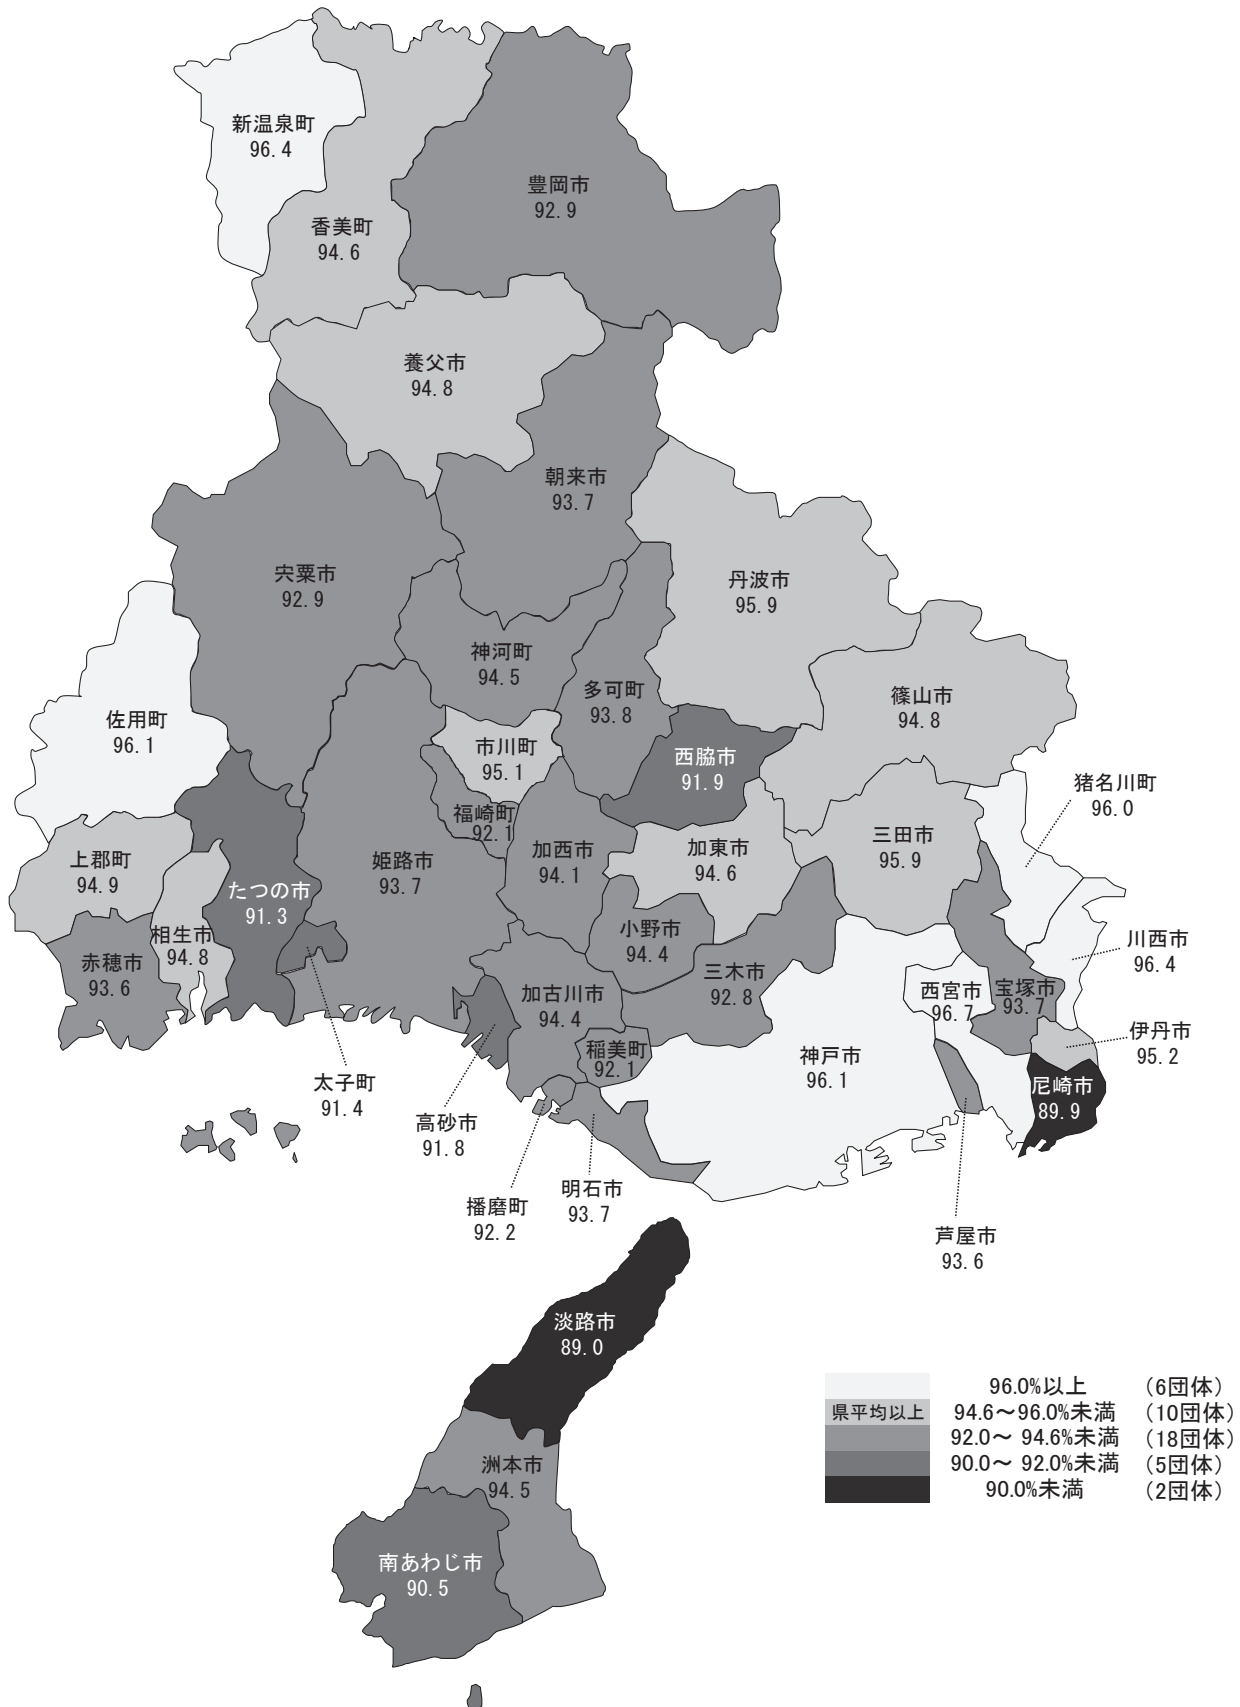 新温泉町
96.4
香美町
94.6
豊岡市
92.9
養父市
94.8
朝来市
93.7
宍粟市
92.9
丹波市
95.9
神河町
94.5
多可町
93.8
篠山市
94.8
佐用町
96.1
市川町
95.1
西脇市
91.9
猪名川町
96.0
福崎町
92.1
上郡町
94.9
姫路市
93.7
加西市
94.1
加東市
94.6
三田市
95.9
たつの市
91.3
相生市
94.8
小野市
94.4
川西市
96.4
赤穂市
93.6
三木市
92.8
西宮市
96.7
宝塚市
93.7
加古川市
94.4
伊丹市
95.2
稲美町
92.1
神戸市
96.1
太子町
91.4
尼崎市
89.9
高砂市
91.8
播磨町
92.2
明石市
93.7
芦屋市
93.6
淡路市
89.0
洲本市
94.5
南あわじ市
90.5
96.0%以上 （6団体）
県平均以上 94.6～96.0%未満 （10団体）
92.0～ 94.6%未満 （18団体）
90.0～ 92.0%未満 （5団体）
90.0%未満 （2団体）